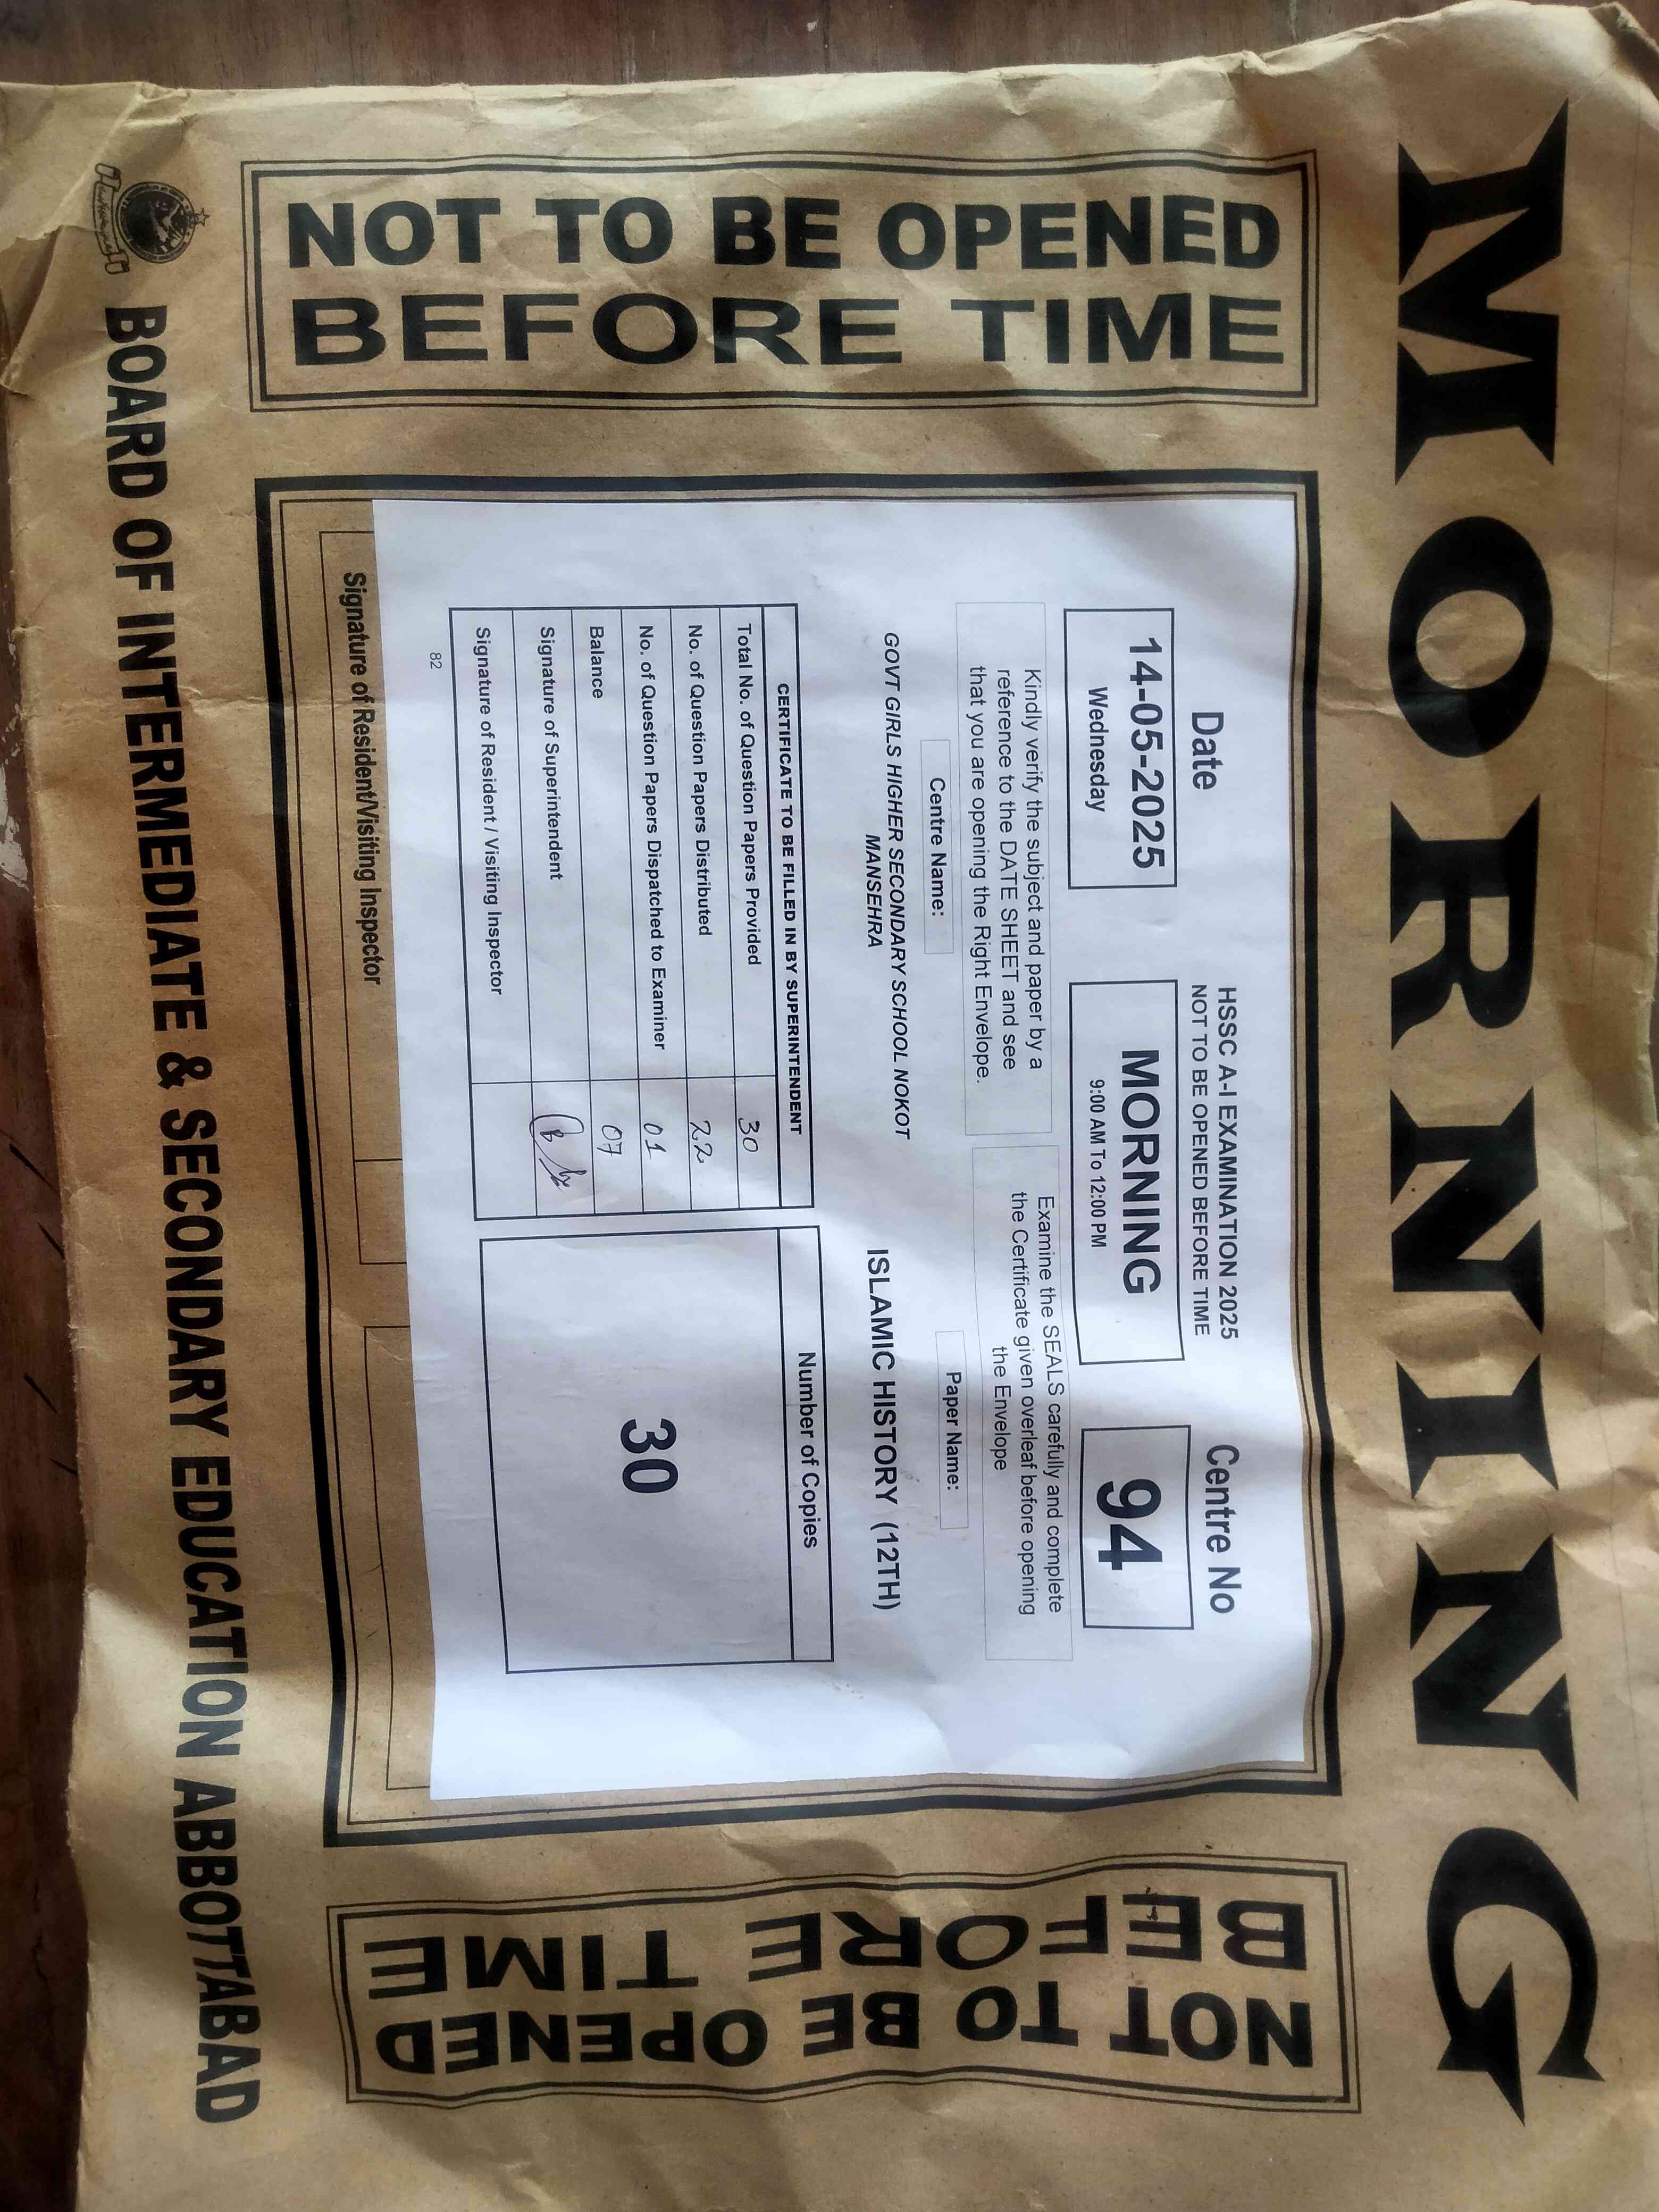 MORNING
NOT TO BE OPENED
BEFORE TIME
Date
14-05-2025
Wednesday
HSSC A-I EXAMINATION 2025
NOT TO BE OPENED BEFORE TIME
MORNING
9:00 AM To 12:00 PM
Centre No
94
Kindly verify the subject and paper by a
reference to the DATE SHEET and see
that you are opening the Right Envelope.
Examine the SEALS carefully and complete
the Certificate given overleaf before opening
the Envelope
Centre Name:
GOVT GIRLS HIGHER SECONDARY SCHOOL NOKOT
MANSEHRA
Paper Name:
ISLAMIC HISTORY (12TH)
CERTIFICATE TO BE FILLED IN BY SUPERINTENDENT
Total No. of Question Papers Provided 30
No. of Question Papers Distributed 22
No. of Question Papers Dispatched to Examiner 01
Balance 07
Signature of Superintendent
Signature of Resident / Visiting Inspector
Number of Copies
30
82
Signature of Resident/Visiting Inspector
NOT TO BE OPENED
BEFORE TIME
BOARD OF INTERMEDIATE & SECONDARY EDUCATION ABBOTTABAD